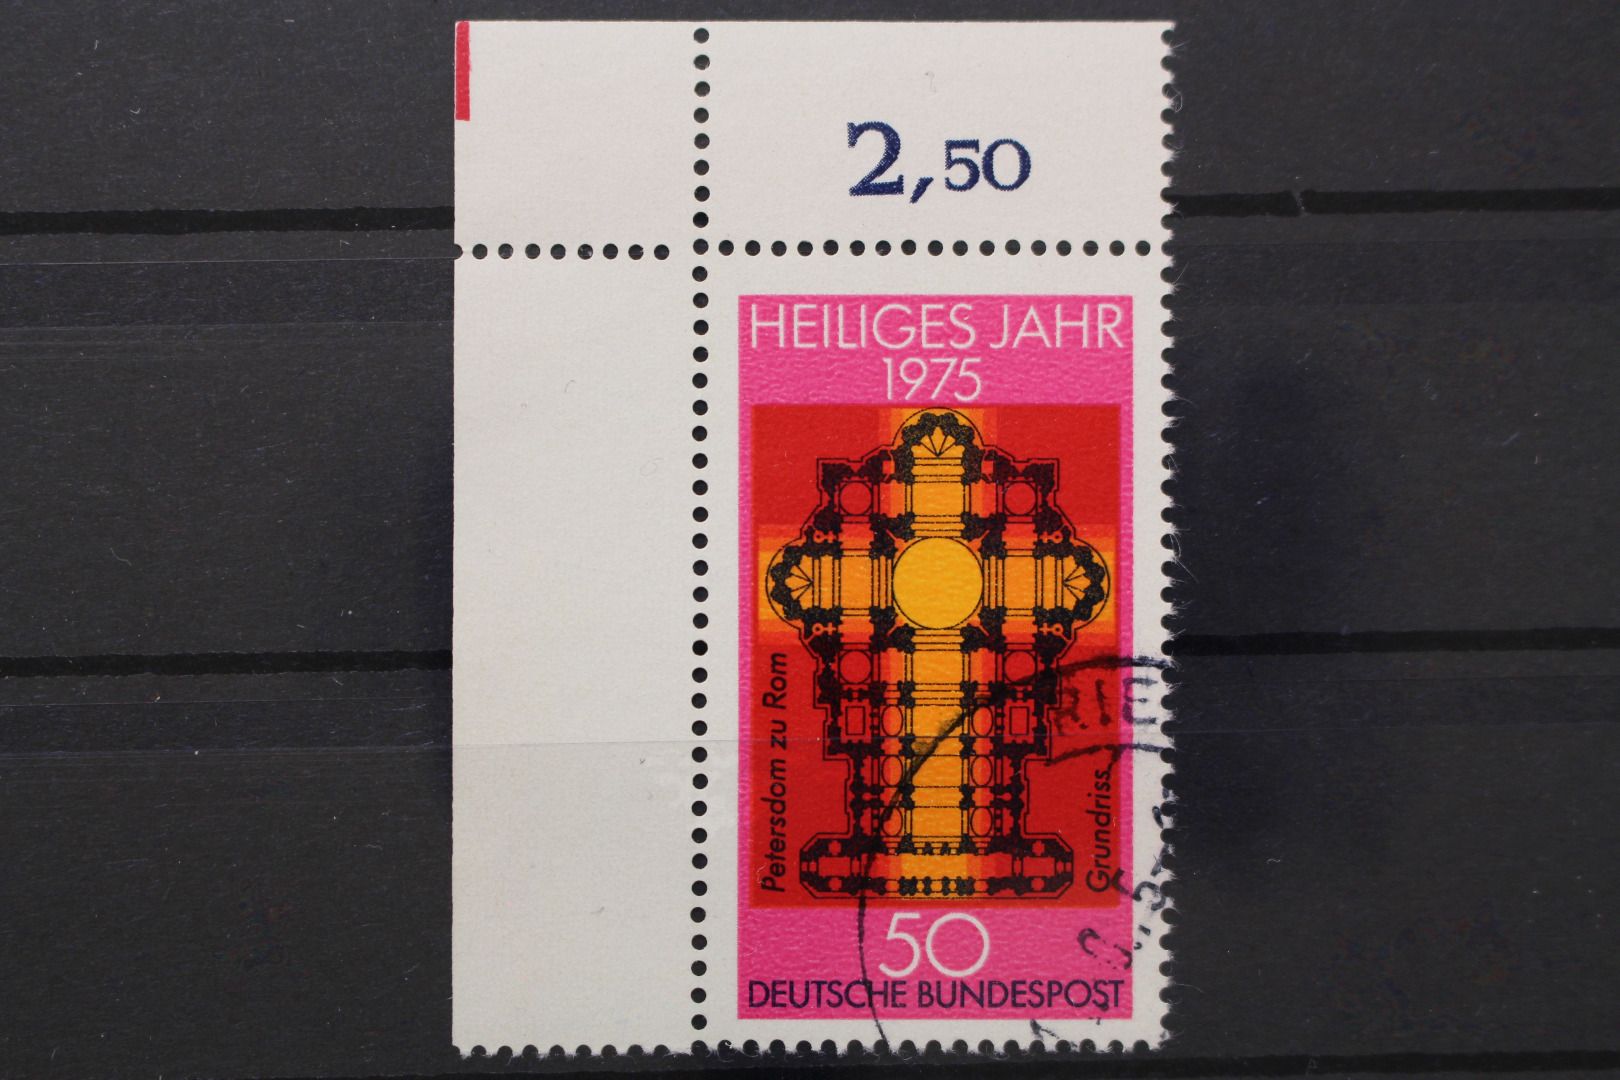 2,50
HEILIGES JAHR
1975
Petersdom zu Rom
Grundriss
50
DEUTSCHE BUNDESPOST